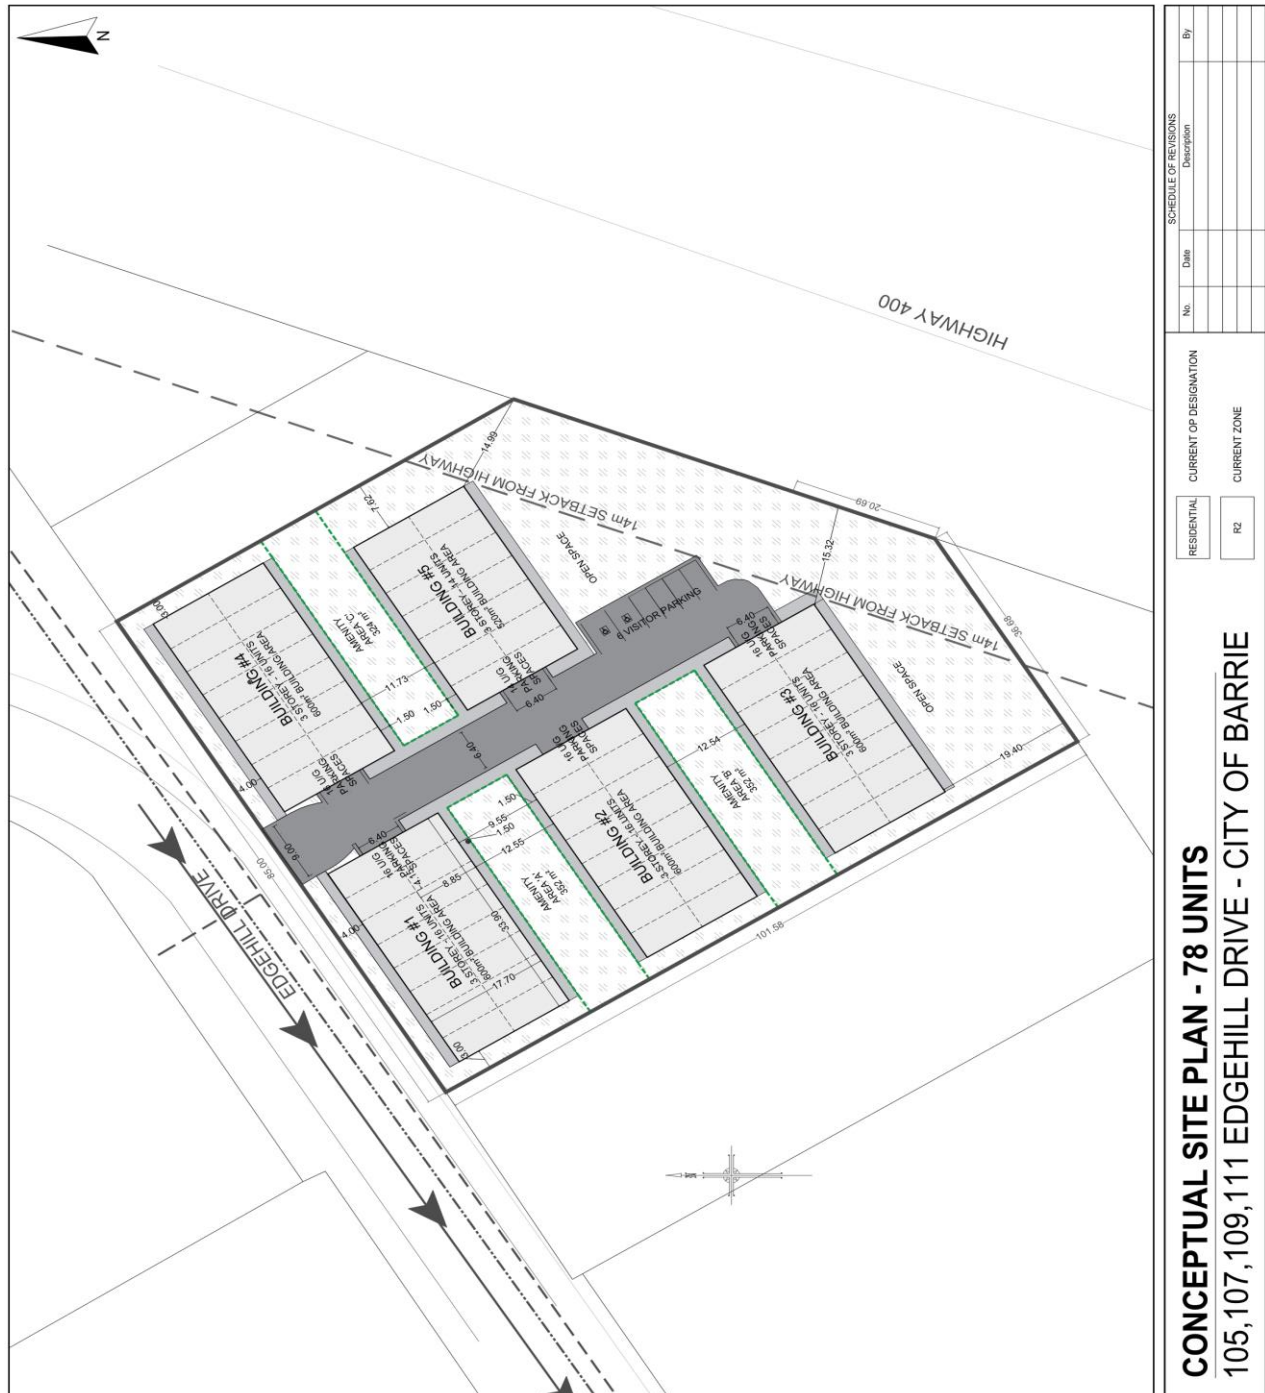 N
HIGHWAY 400
EDGEHILL DRIVE
85.00
9.00
3.00
4.00
BUILDING #4
3 STOREY - 16 UNITS
600m² BUILDING AREA
16 U/G
PARKING
SPACES
AMENITY
AREA 'C'
324 m²
11.73
1.50
1.50
7.62
14.99
BUILDING #5
3 STOREY - 14 UNITS
520m² BUILDING AREA
PARKING
SPACES
6.40
14m SETBACK FROM HIGHWAY
OPEN SPACE
6 VISITOR PARKING
6.40
4.00
6.40
16 U/G
PARKING
SPACES
4.15
BUILDING #1
3 STOREY - 16 UNITS
600m² BUILDING AREA
8.85
33.90
17.70
3.00
1.50
9.55
1.50
12.55
AMENITY
AREA 'A'
352 m²
BUILDING #2
3 STOREY - 16 UNITS
600m² BUILDING AREA
16 U/G
PARKING
SPACES
12.54
AMENITY
AREA 'B'
352 m²
BUILDING #3
3 STOREY - 16 UNITS
600m² BUILDING AREA
6.40
16 U/G
PARKING
SPACES
14m SETBACK FROM HIGHWAY
OPEN SPACE
15.32
20.69
36.68
19.40
101.58
CONCEPTUAL SITE PLAN - 78 UNITS
105,107,109,111 EDGEHILL DRIVE - CITY OF BARRIE
RESIDENTIAL CURRENT OP DESIGNATION
R2 CURRENT ZONE
SCHEDULE OF REVISIONS
No. Date Description By